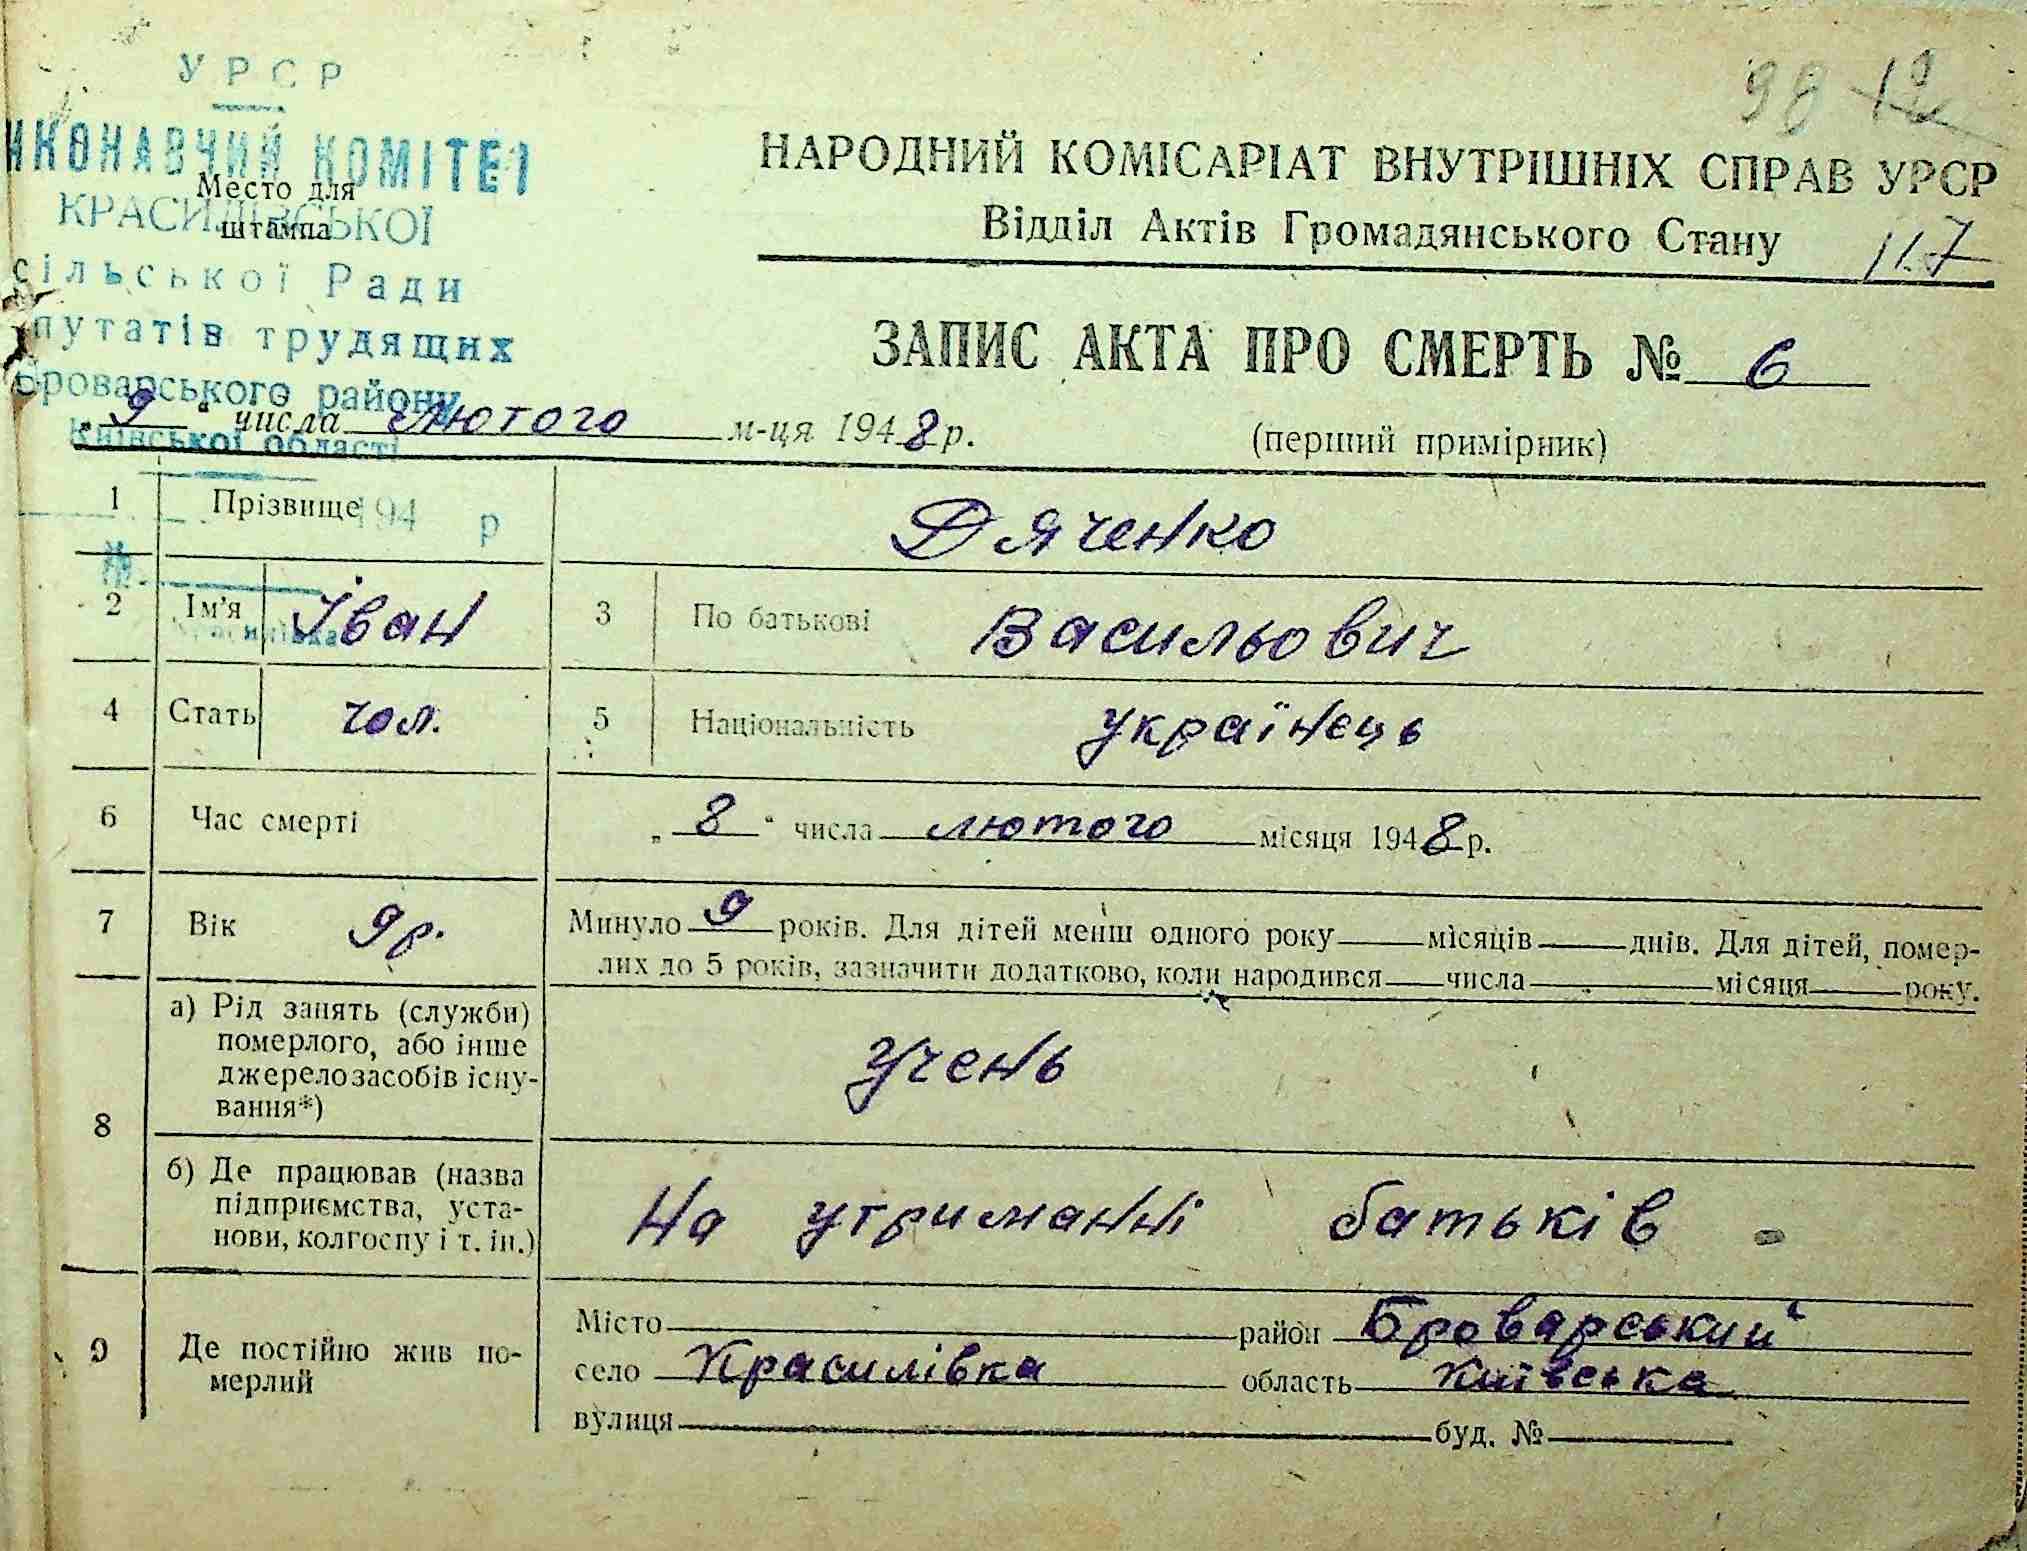 УРСР
ИКОНАВЧИЙ КОМІТЕТ
Место для
КРАСИЛІВСЬКОЇ
штампа
сільської Ради
путатів трудящих
Броварського району
Київської області
194 р
№
Красилівка
98 12
НАРОДНИЙ КОМІСАРІАТ ВНУТРІШНІХ СПРАВ УРСР
Відділ Актів Громадянського Стану 117
ЗАПИС АКТА ПРО СМЕРТЬ № 6
„9“ числа лютого м-ця 1948 р. (перший примірник)
1 Прізвище Дяченко
2 Ім'я Іван 3 По батькові Васильович
4 Стать чол. 5 Національність українець
6 Час смерті „8“ числа лютого місяця 1948 р.
7 Вік 9 р. Минуло 9 років. Для дітей менш одного року місяців днів. Для дітей, помер-
лих до 5 років, зазначити додатково, коли народився числа місяця року.
8 а) Рід занять (служби)
померлого, або інше
джерело засобів існу-
вання*)
учень
б) Де працював (назва
підприємства, уста-
нови, колгоспу і т. ін.)
На утриманні батьків
9 Де постійно жив по-
мерлий
Місто район Броварський
село Красилівка область Київська
вулиця буд. №